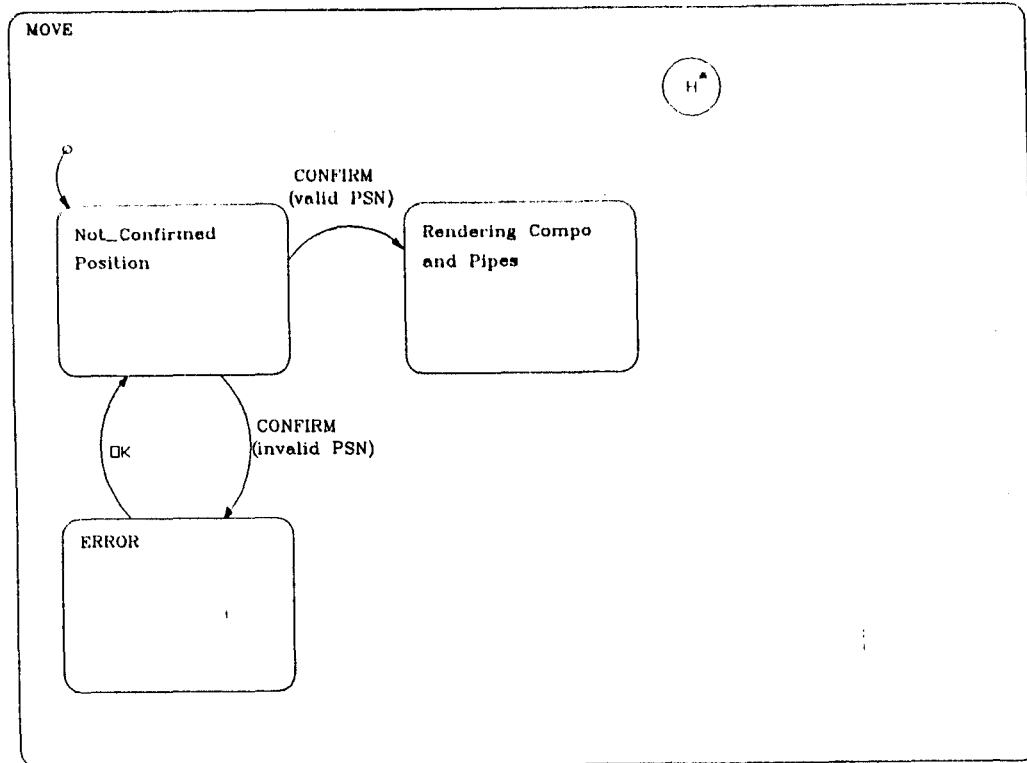 MOVE
H*
CONFIRM
(valid PSN)
Not_Confirmed
Position
Rendering Compo
and Pipes
CONFIRM
(invalid PSN)
OK
ERROR